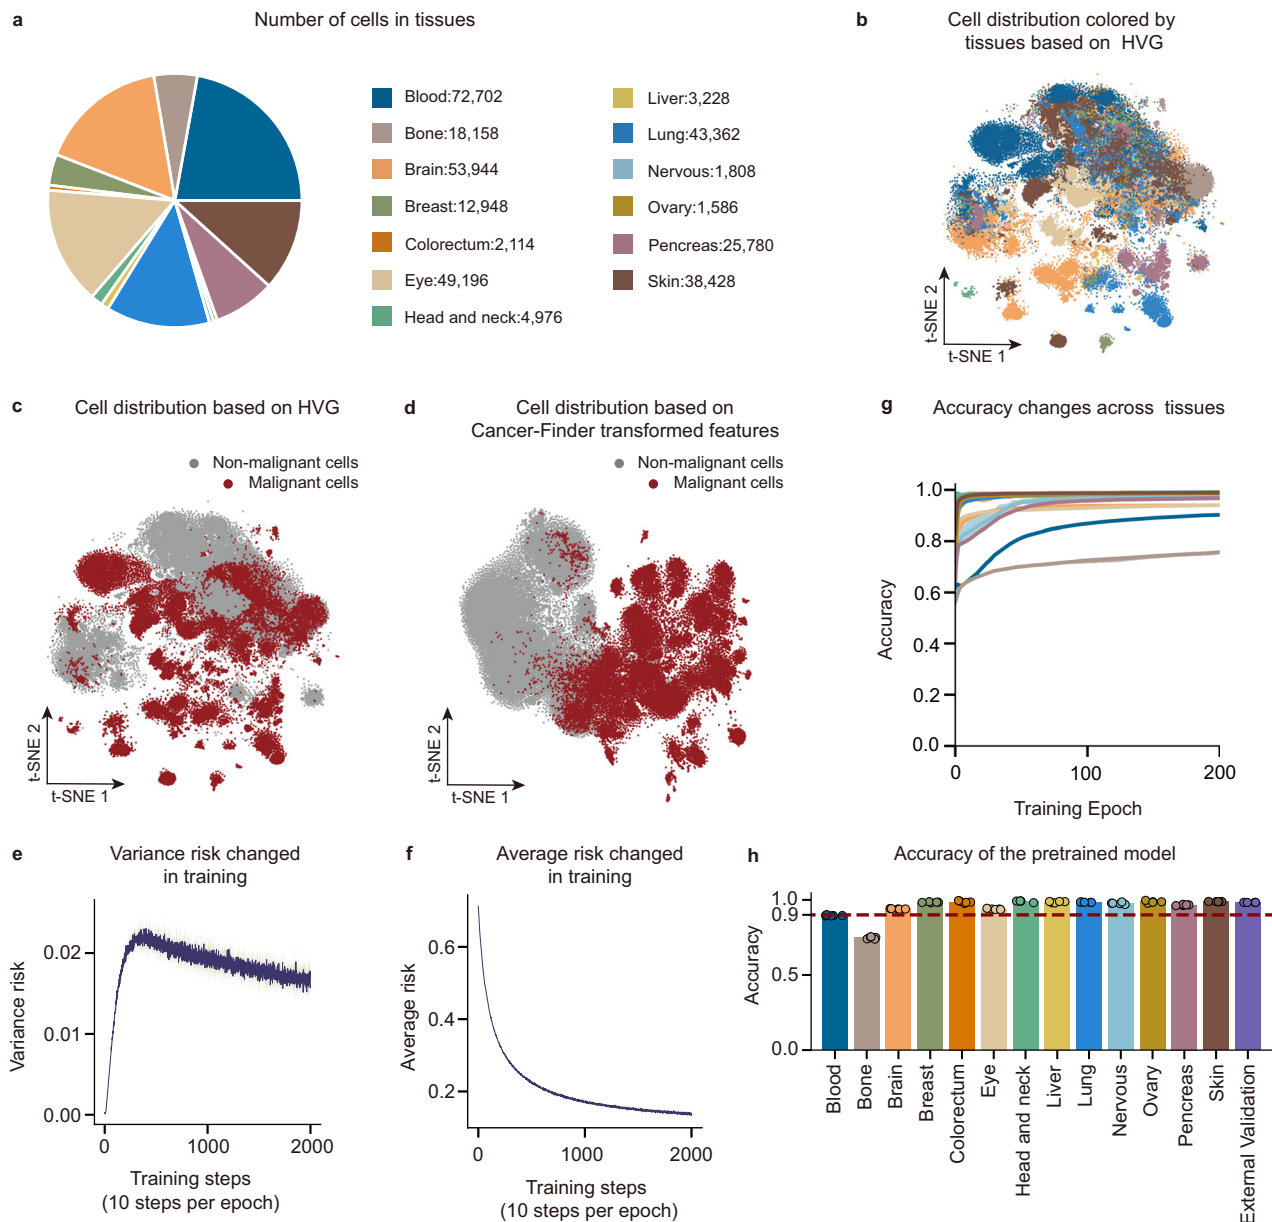 a
Number of cells in tissues
Blood:72,702
Bone:18,158
Brain:53,944
Breast:12,948
Colorectum:2,114
Eye:49,196
Head and neck:4,976
Liver:3,228
Lung:43,362
Nervous:1,808
Ovary:1,586
Pencreas:25,780
Skin:38,428
b
Cell distribution colored by
tissues based on HVG
t-SNE 2
t-SNE 1
c
Cell distribution based on HVG
Non-malignant cells
Malignant cells
t-SNE 2
t-SNE 1
d
Cell distribution based on
Cancer-Finder transformed features
Non-malignant cells
Malignant cells
t-SNE 2
t-SNE 1
g
Accuracy changes across tissues
Accuracy
1.0
0.8
0.6
0.4
0.2
0.0
0
100
200
Training Epoch
e
Variance risk changed
in training
Variance risk
0.02
0.01
0.00
0
1000
2000
Training steps
(10 steps per epoch)
f
Average risk changed
in training
Average risk
0.6
0.4
0.2
0
1000
2000
Training steps
(10 steps per epoch)
h
Accuracy of the pretrained model
Accuracy
1.0
0.9
0.5
0.0
Blood
Bone
Brain
Breast
Colorectum
Eye
Head and neck
Liver
Lung
Nervous
Ovary
Pencreas
Skin
External Validation